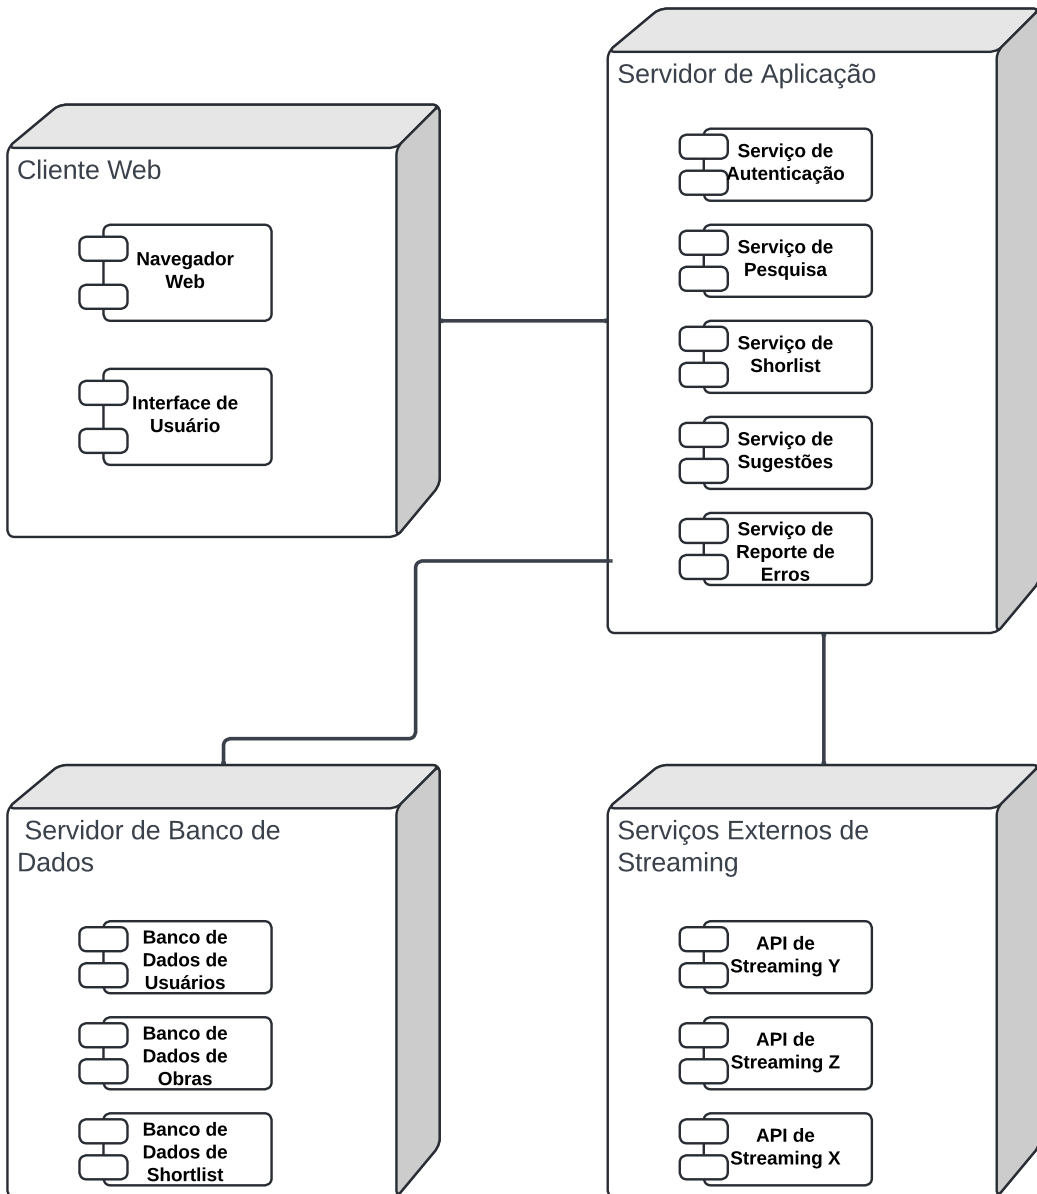 Servidor de Aplicação
Serviço de
Autenticação
Serviço de
Pesquisa
Serviço de
Shorlist
Serviço de
Sugestões
Serviço de
Reporte de
Erros
Cliente Web
Navegador
Web
Interface de
Usuário
Servidor de Banco de
Dados
Banco de
Dados de
Usuários
Banco de
Dados de
Obras
Banco de
Dados de
Shortlist
Serviços Externos de
Streaming
API de
Streaming Y
API de
Streaming Z
API de
Streaming X